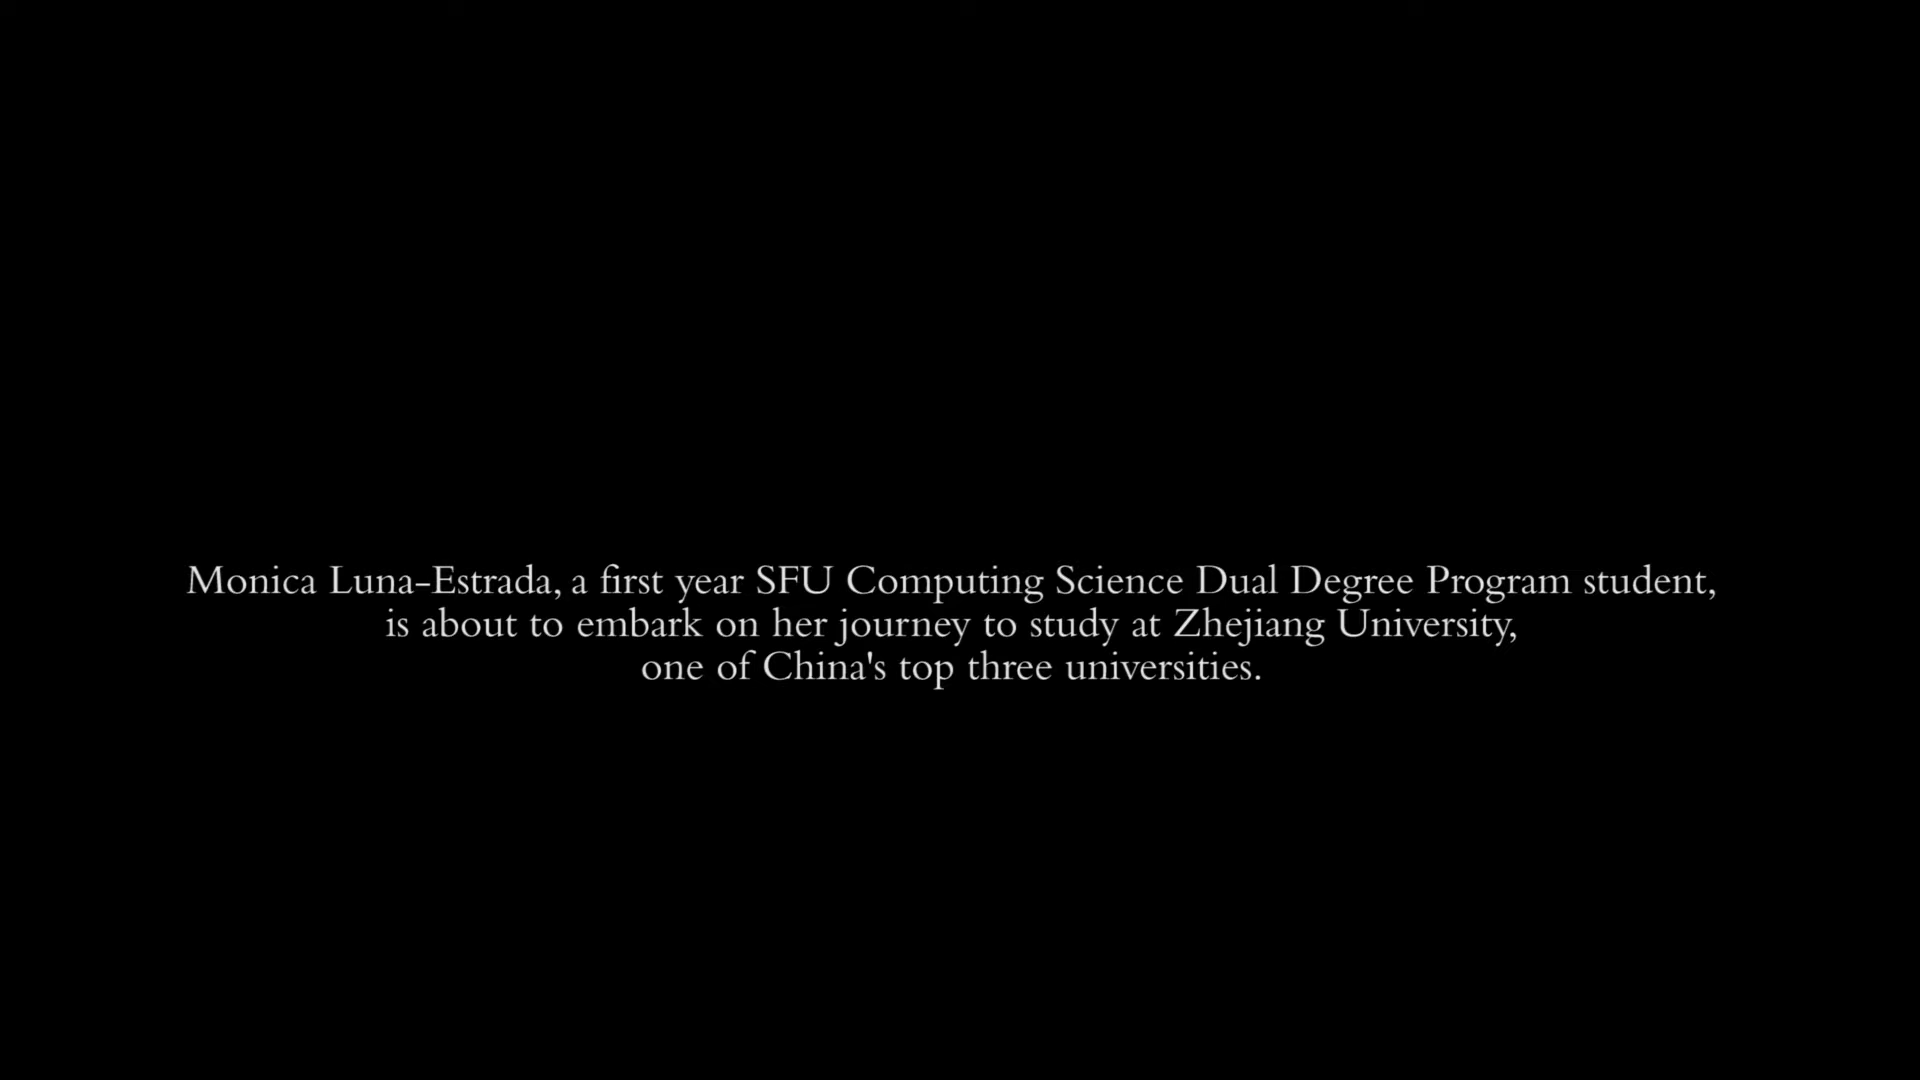 Monica Luna-Estrada, a first year SFU Computing Science Dual Degree Program student,
is about to embark on her journey to study at Zhejiang University,
one of China's top three universities.